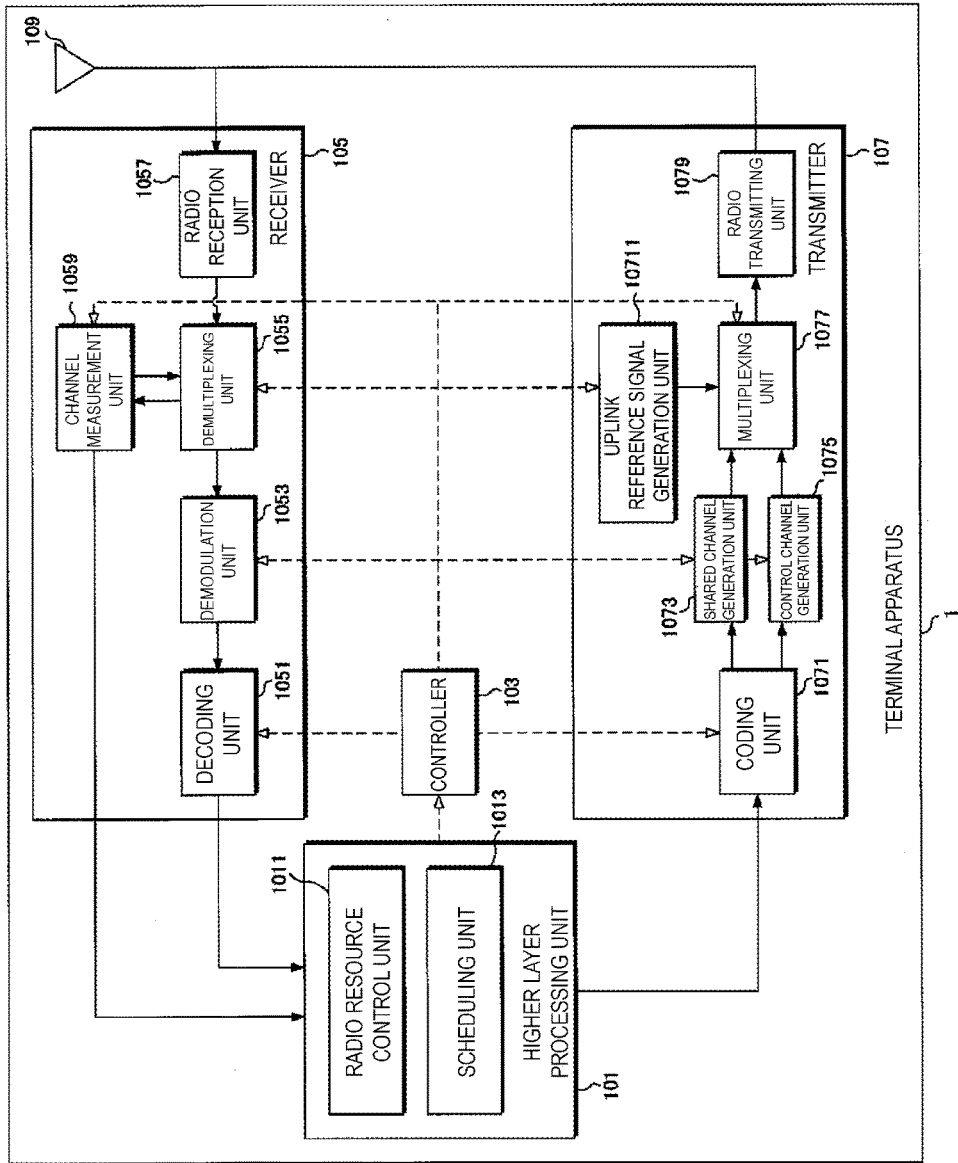 109
1059
CHANNEL
MEASUREMENT
UNIT
1057
RADIO
RECEPTION
UNIT
RECEIVER
105
1055
DEMULTIPLEXING
UNIT
1053
DEMODULATION
UNIT
1051
DECODING
UNIT
1011
RADIO RESOURCE
CONTROL UNIT
1013
SCHEDULING UNIT
HIGHER LAYER
PROCESSING UNIT
101
CONTROLLER
103
10711
UPLINK
REFERENCE SIGNAL
GENERATION UNIT
1079
RADIO
TRANSMITTING
UNIT
TRANSMITTER
107
1077
MULTIPLEXING
UNIT
1073
SHARED CHANNEL
GENERATION UNIT
1075
CONTROL CHANNEL
GENERATION UNIT
CODING
UNIT
1071
TERMINAL APPARATUS
1